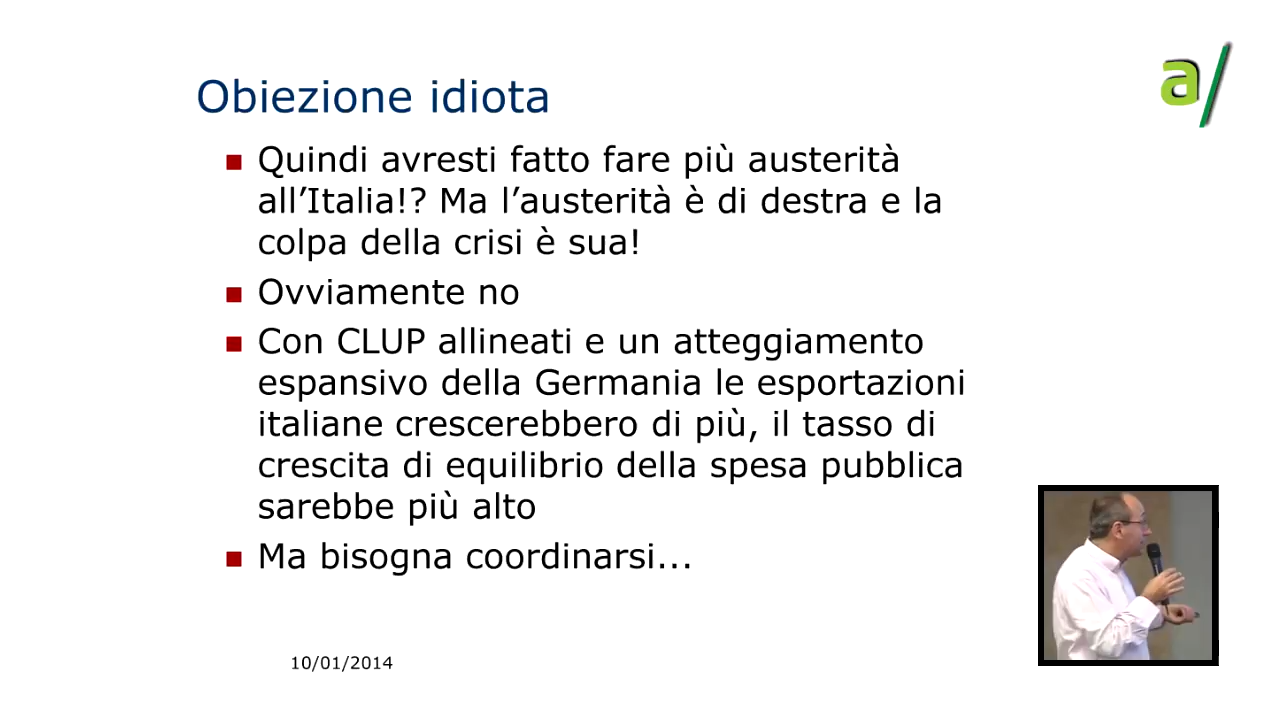 a/
Obiezione idiota
Quindi avresti fatto fare più austerità
all’Italia!? Ma l’austerità è di destra e la
colpa della crisi è sua!
Ovviamente no
Con CLUP allineati e un atteggiamento
espansivo della Germania le esportazioni
italiane crescerebbero di più, il tasso di
crescita di equilibrio della spesa pubblica
sarebbe più alto
Ma bisogna coordinarsi...
10/01/2014